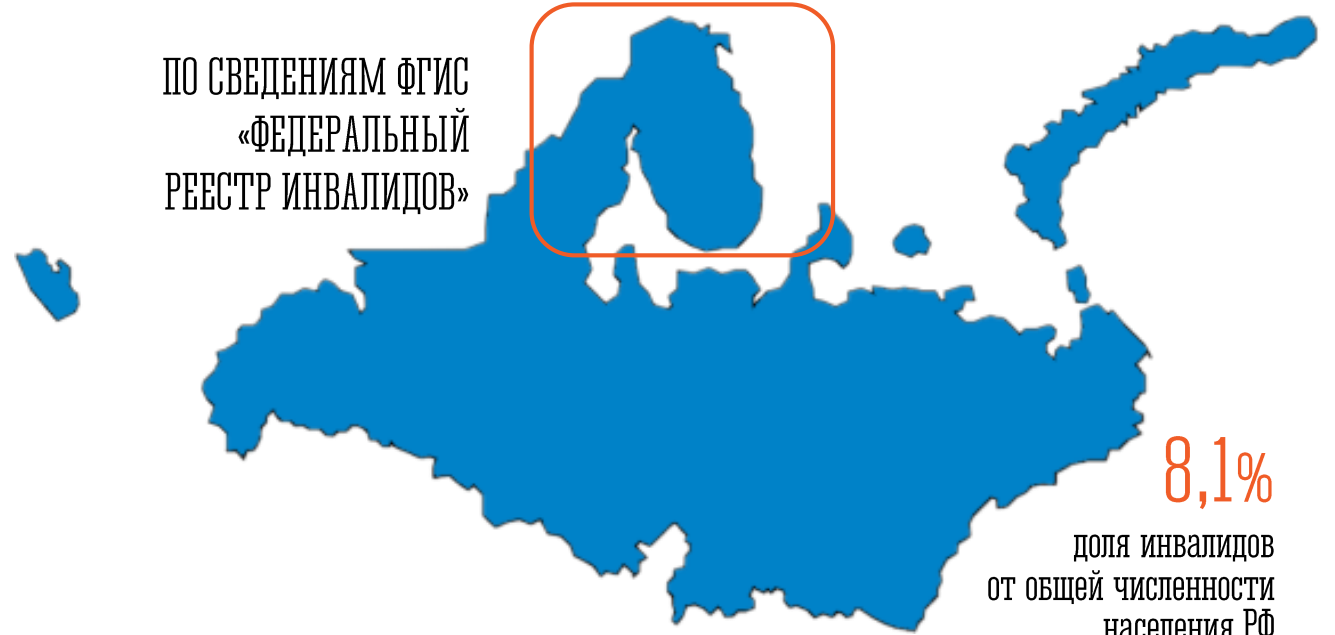 ПО СВЕДЕНИЯМ ФГИС
«ФЕДЕРАЛЬНЫЙ
РЕЕСТР ИНВАЛИДОВ»
8,1%
доля инвалидов
от общей численности
населения РФ